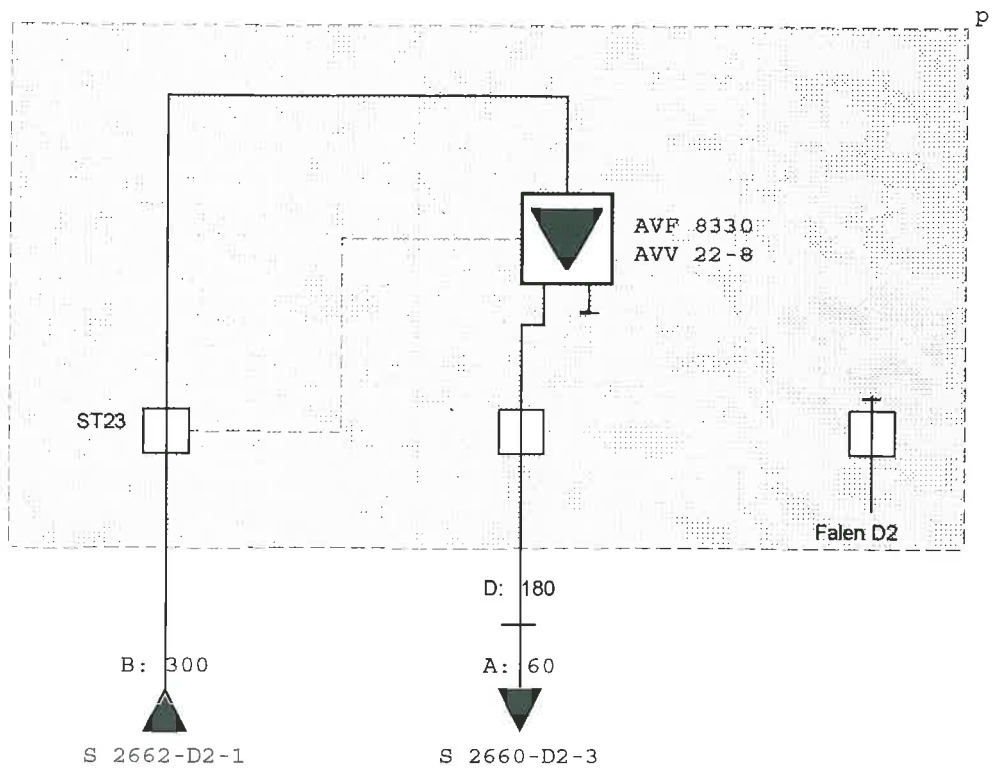 p
AVF 8330
AVV 22-8
ST23
Falen D2
D: 180
B: 300
A: 60
S 2662-D2-1
S 2660-D2-3